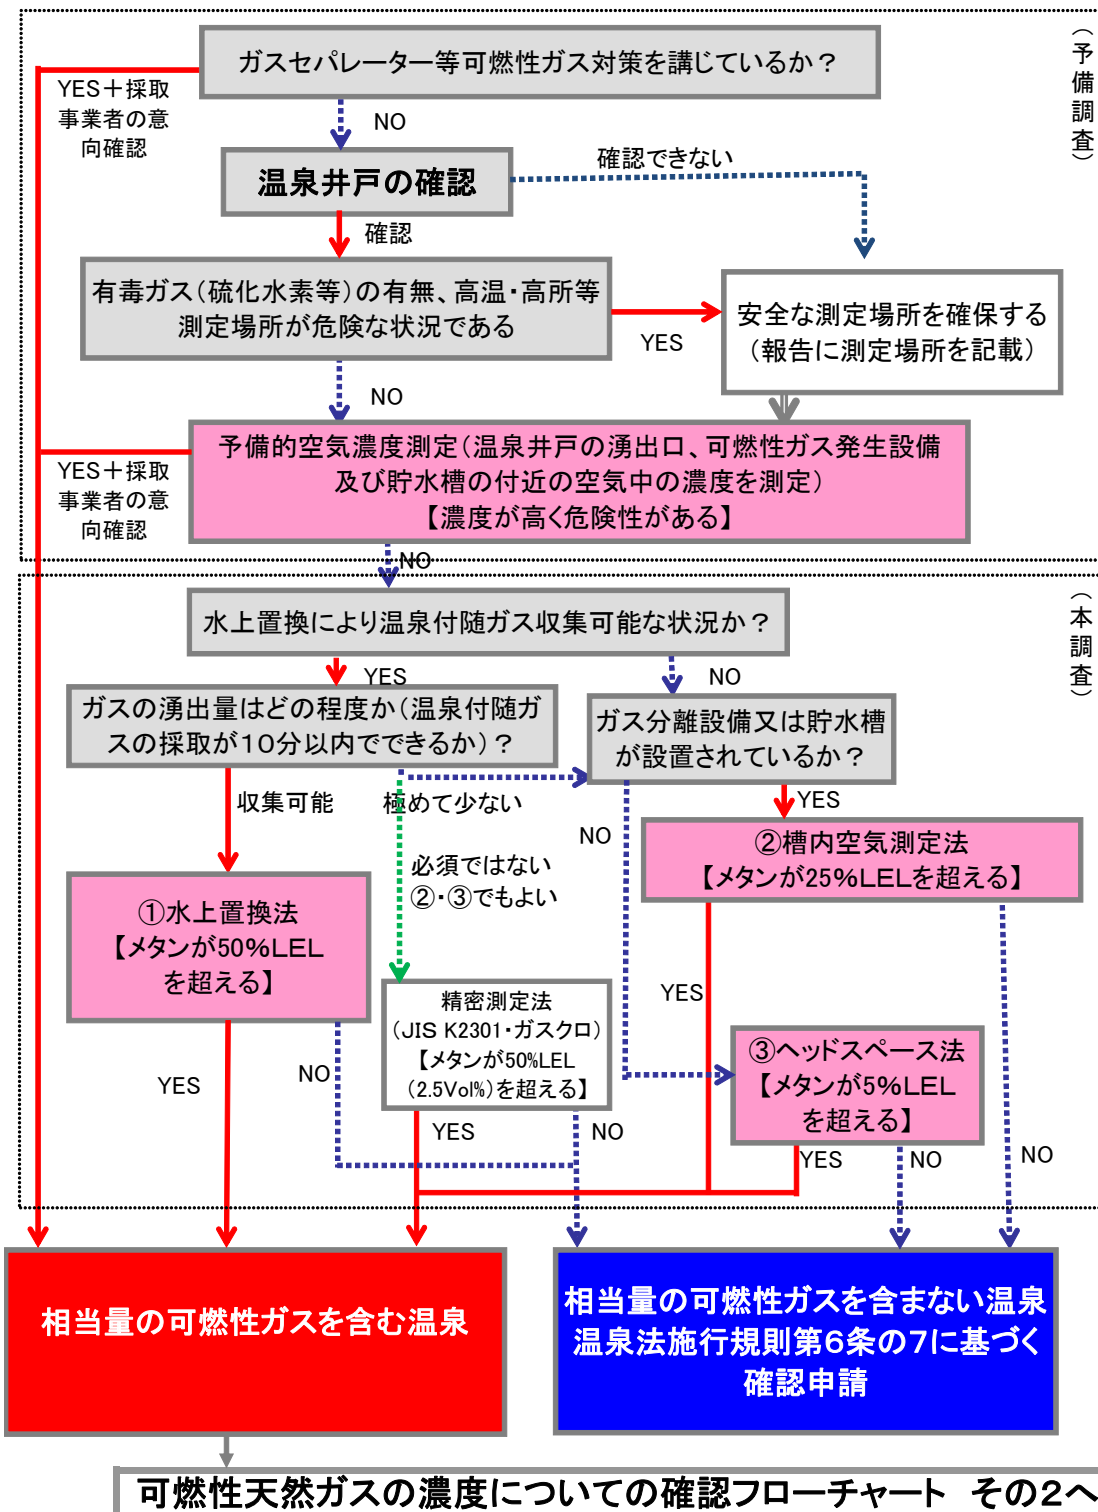 （予備調査）
ガスセパレーター等可燃性ガス対策を講じているか？
YES＋採取
事業者の意
向確認
NO
確認できない
温泉井戸の確認
確認
有毒ガス（硫化水素等）の有無、高温・高所等
測定場所が危険な状況である
YES
安全な測定場所を確保する
（報告に測定場所を記載）
NO
予備的空気濃度測定（温泉井戸の湧出口、可燃性ガス発生設備
及び貯水槽の付近の空気中の濃度を測定）
【濃度が高く危険性がある】
YES＋採取
事業者の意
向確認
NO
（本調査）
水上置換により温泉付随ガス収集可能な状況か？
YES
NO
ガスの湧出量はどの程度か（温泉付随ガ
スの採取が１０分以内でできるか）？
ガス分離設備又は貯水槽
が設置されているか？
収集可能
極めて少ない
NO
YES
②槽内空気測定法
【メタンが25%LELを超える】
必須ではない
②・③でもよい
①水上置換法
【メタンが50%LEL
を超える】
精密測定法
（JIS K2301・ガスクロ）
【メタンが50%LEL
（2.5Vol%）を超える】
YES
③ヘッドスペース法
【メタンが5%LEL
を超える】
YES
NO
YES
NO
YES
NO
NO
相当量の可燃性ガスを含む温泉
相当量の可燃性ガスを含まない温泉
温泉法施行規則第６条の７に基づく
確認申請
可燃性天然ガスの濃度についての確認フローチャート　その２へ